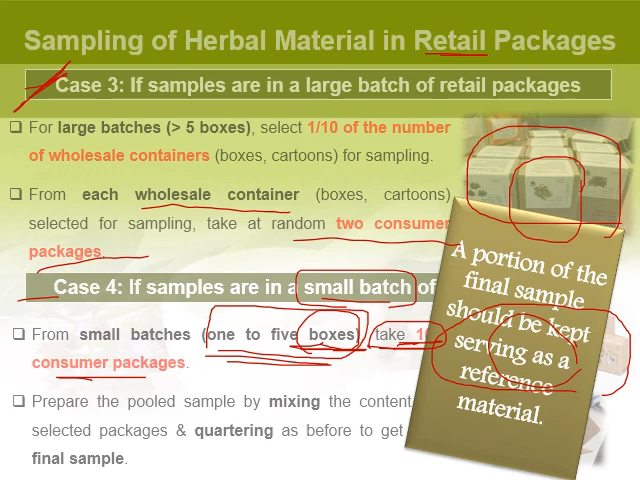 Sampling of Herbal Material in Retail Packages
Case 3: If samples are in a large batch of retail packages
❑ For large batches (> 5 boxes), select 1/10 of the number
of wholesale containers (boxes, cartoons) for sampling.
❑ From each wholesale container (boxes, cartoons)
selected for sampling, take at random two consumer
packages.
Case 4: If samples are in a small batch of
❑ From small batches (one to five boxes), take
consumer packages.
❑ Prepare the pooled sample by mixing the content
selected packages & quartering as before to get
final sample.
A portion of the
final sample
should be kept
serving as a
reference
material.